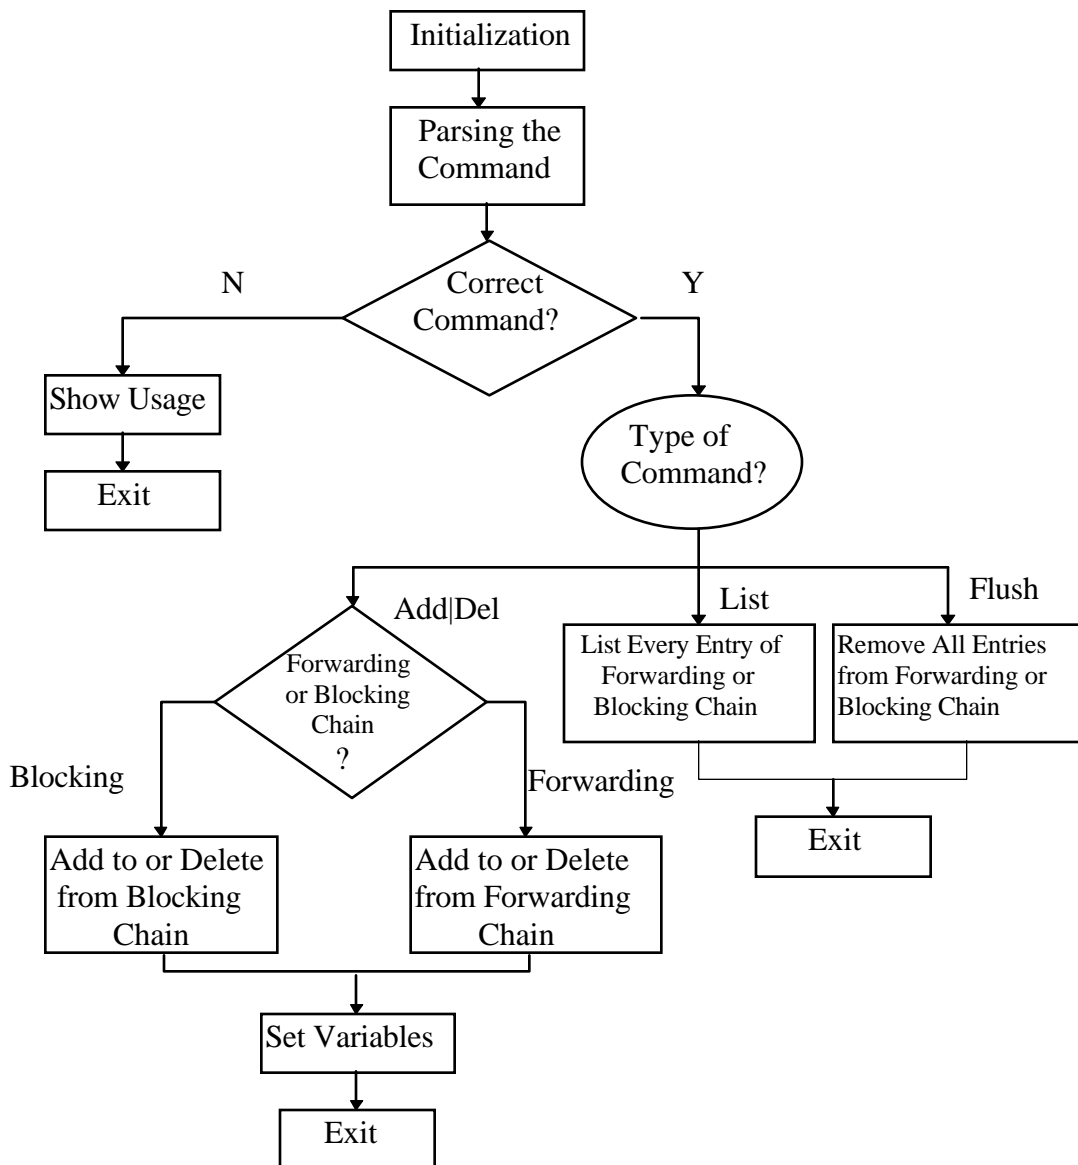 Initialization
Parsing the
Command
N
Correct
Command?
Y
Show Usage
Exit
Type of
Command?
Add|Del
List
Flush
Forwarding
or Blocking
Chain
?
List Every Entry of
Forwarding or
Blocking Chain
Remove All Entries
from Forwarding or
Blocking Chain
Blocking
Forwarding
Exit
Add to or Delete
from Blocking
Chain
Add to or Delete
from Forwarding
Chain
Set Variables
Exit